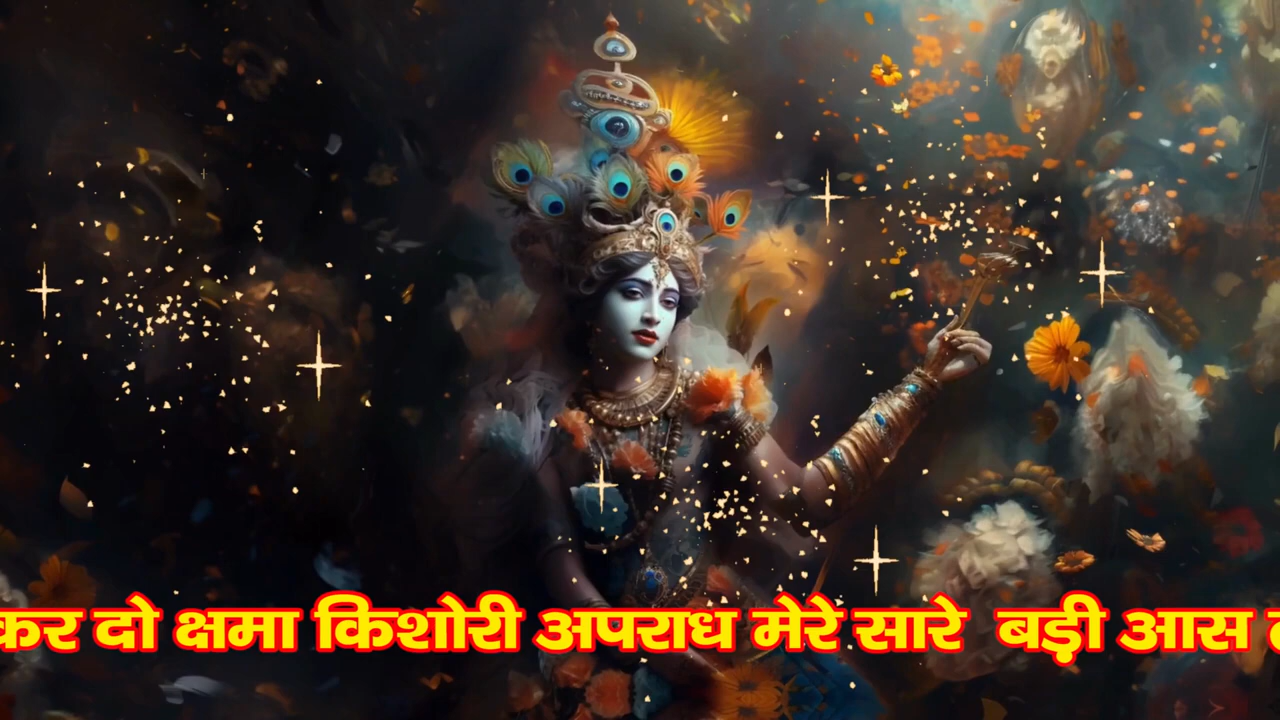 कर दो क्षमा किशोरी अपराध मेरे सारे बड़ी आस